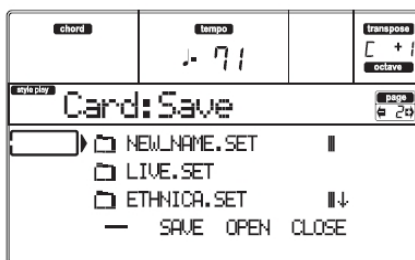 chord tempo transpose
♩- 71 C +1
octave
style play Card:Save page
2
NEW_NAME.SET
LIVE.SET
ETHNICA.SET
SAVE OPEN CLOSE